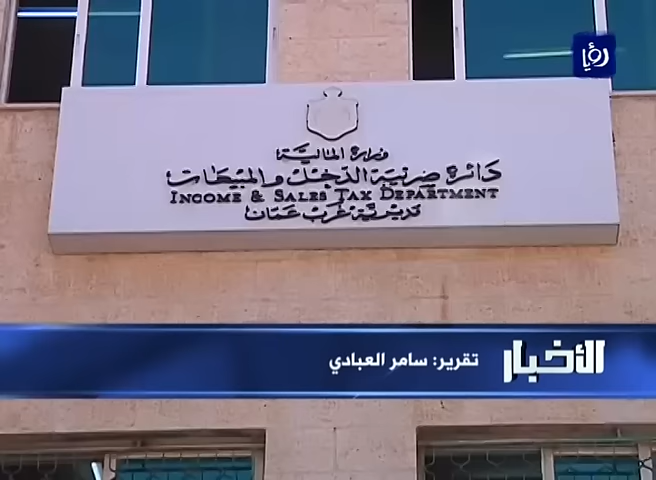 رؤيا
وزارة المالية
دائرة ضريبة الدخل والمبيعات
INCOME & SALES TAX DEPARTMENT
مديرية غرب عمان
الأخبار
تقرير: سامر العبادي